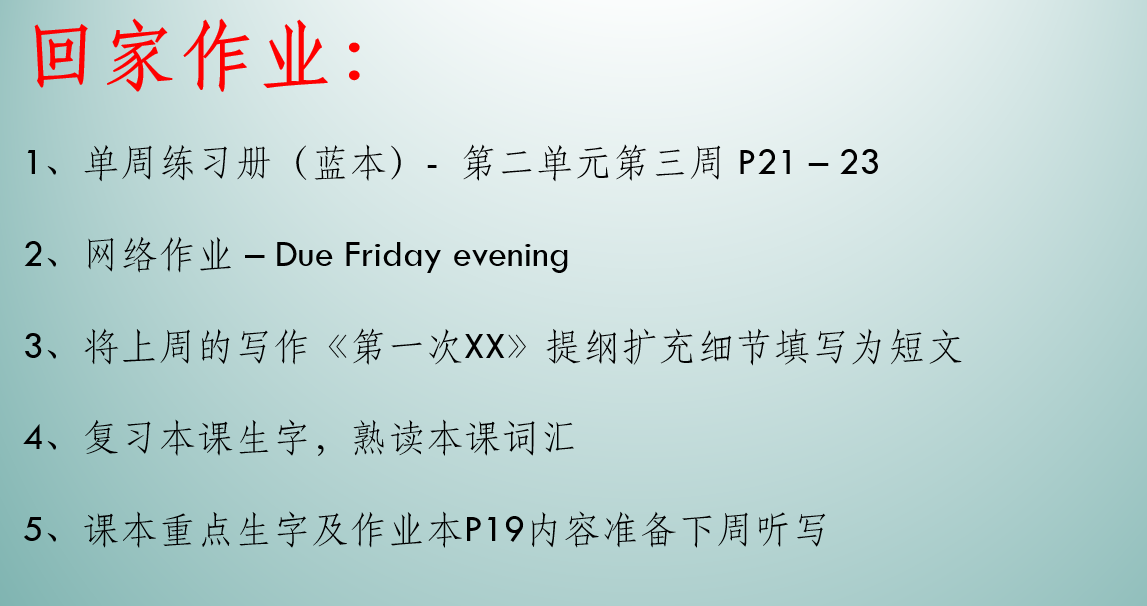 回家作业：
1、单周练习册（蓝本）- 第二单元第三周 P21 – 23
2、网络作业 – Due Friday evening
3、将上周的写作《第一次XX》提纲扩充细节填写为短文
4、复习本课生字，熟读本课词汇
5、课本重点生字及作业本P19内容准备下周听写